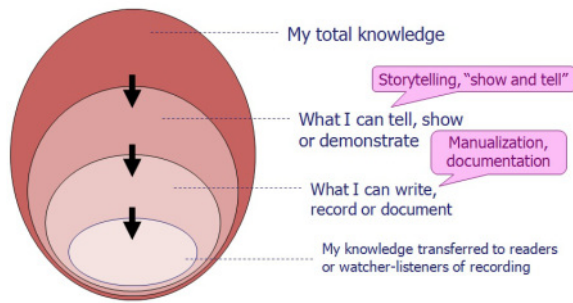 My total knowledge
Storytelling, “show and tell”
What I can tell, show
or demonstrate
Manualization,
documentation
What I can write,
record or document
My knowledge transferred to readers
or watcher-listeners of recording